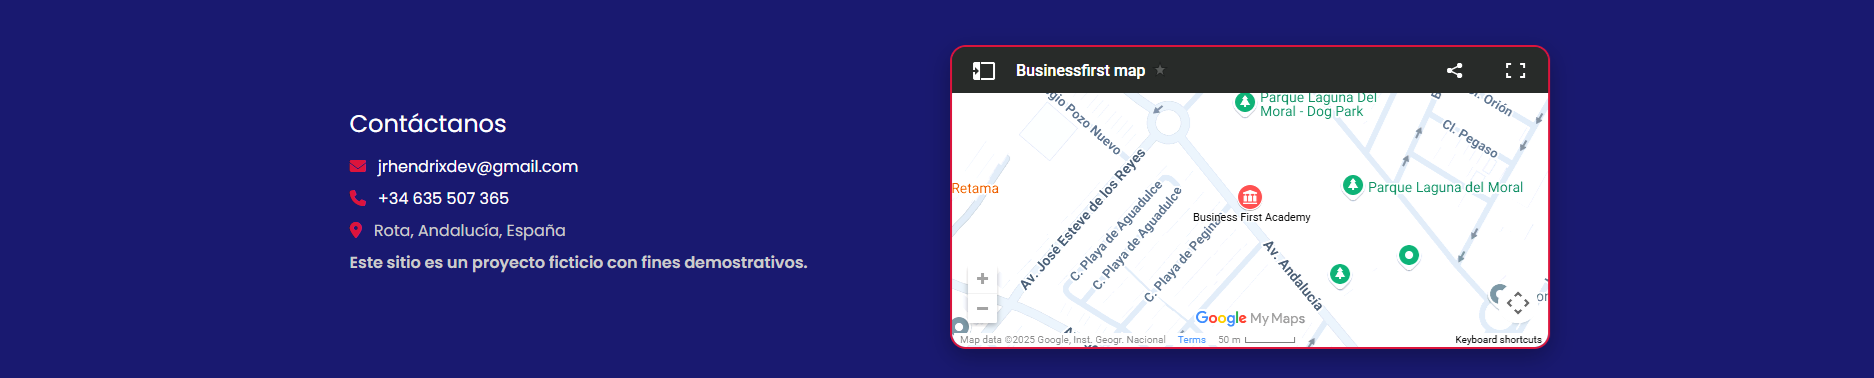 Contáctanos
jrhendrixdev@gmail.com
+34 635 507 365
Rota, Andalucía, España
Este sitio es un proyecto ficticio con fines demostrativos.
Businessfirst map
Pozo Nuevo
Parque Laguna Del
Moral - Dog Park
Cl. Orión
Cl. Pegaso
Retama
Av. José Esteve de los Reyes
C. Playa de Aguadulce
C. Playa de Aguadulce
C. Playa de
Business First Academy
Parque Laguna del Moral
Av. Andalucía
Google My Maps
Map data ©2025 Google, Inst. Geogr. Nacional
Terms
50 m
Keyboard shortcuts